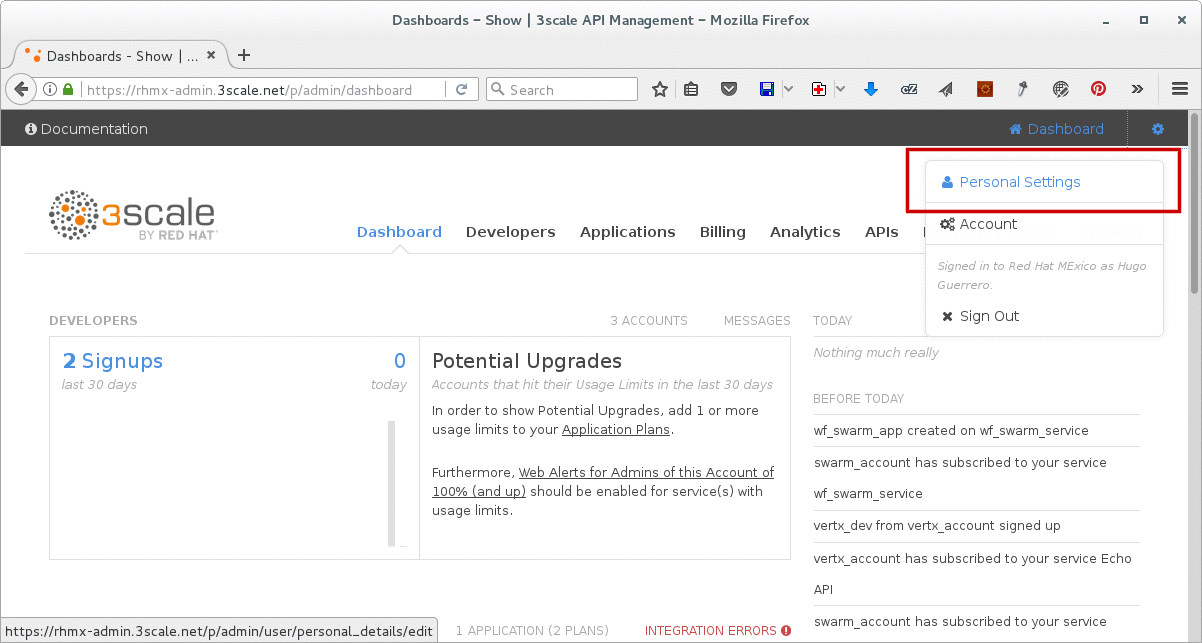 Dashboards – Show | 3scale API Management – Mozilla Firefox
Dashboards - Show | ...
https://rhmx-admin.3scale.net/p/admin/dashboard
Search
Documentation
Dashboard
Personal Settings
Account
Signed in to Red Hat MExico as Hugo
Guerrero.
Sign Out
3scale
BY RED HAT
Dashboard Developers Applications Billing Analytics APIs
DEVELOPERS
3 ACCOUNTS
MESSAGES
2 Signups
last 30 days
0
today
Potential Upgrades
Accounts that hit their Usage Limits in the last 30 days
In order to show Potential Upgrades, add 1 or more
usage limits to your Application Plans.
Furthermore, Web Alerts for Admins of this Account of
100% (and up) should be enabled for service(s) with
usage limits.
TODAY
Nothing much really
BEFORE TODAY
wf_swarm_app created on wf_swarm_service
swarm_account has subscribed to your service
wf_swarm_service
vertx_dev from vertx_account signed up
vertx_account has subscribed to your service Echo
API
swarm_account has subscribed to your service
1 APPLICATION (2 PLANS)
INTEGRATION ERRORS
https://rhmx-admin.3scale.net/p/admin/user/personal_details/edit